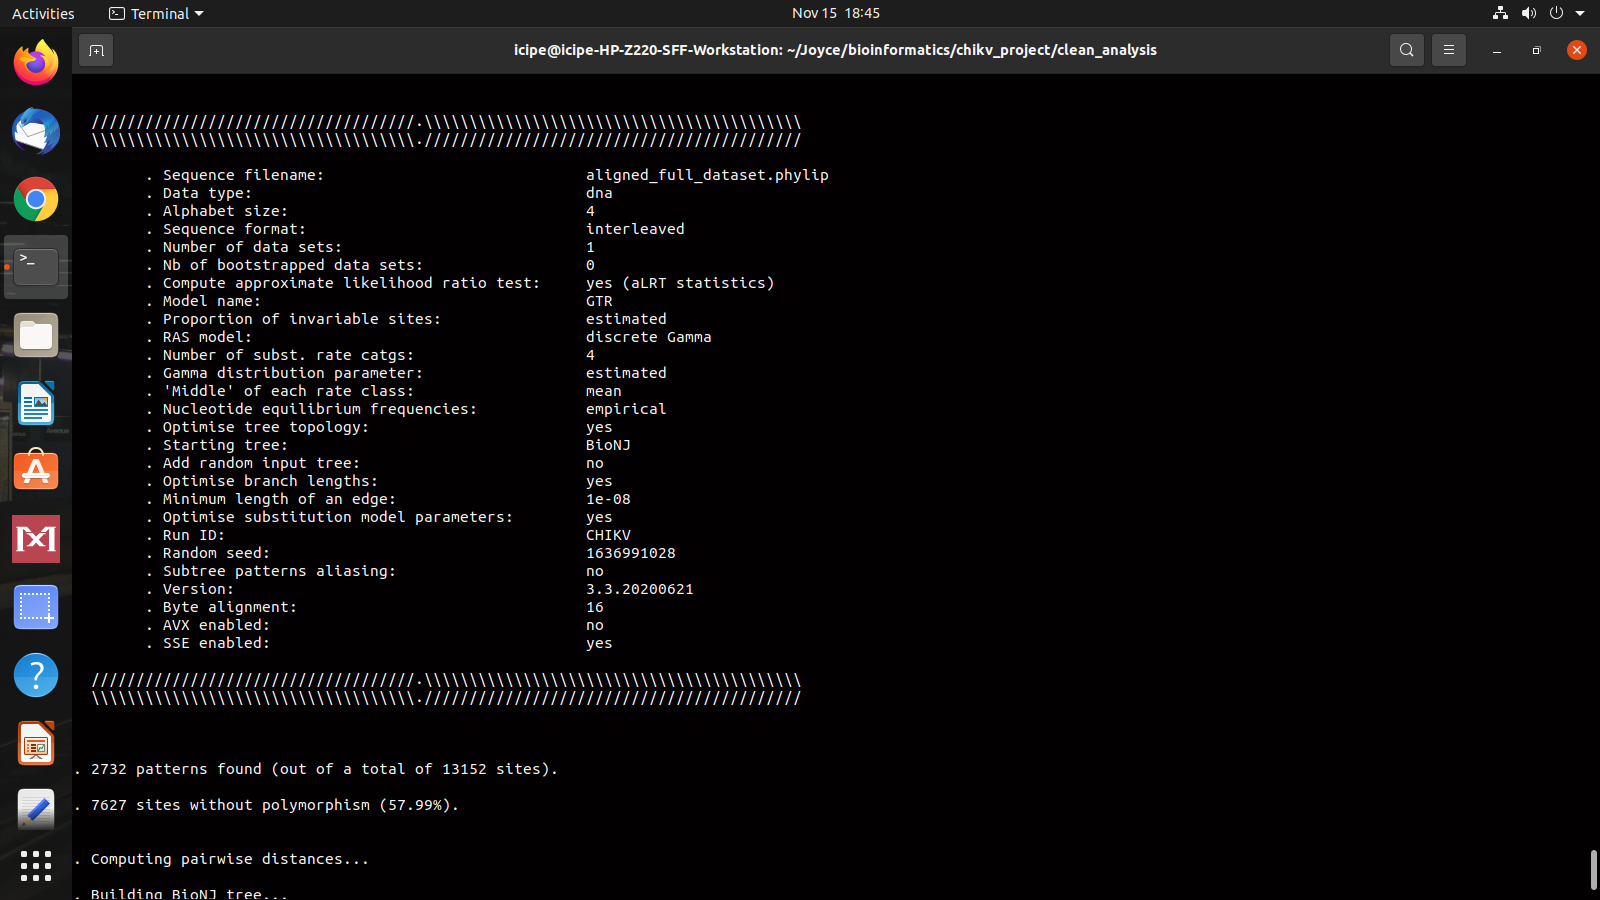 Activities
Terminal
Nov 15 18:45
icipe@icipe-HP-Z220-SFF-Workstation: ~/Joyce/bioinformatics/chikv_project/clean_analysis
////////////////////////////////////.\\\\\\\\\\\\\\\\\\\\\\\\\\\\\\\\\\\\\\\\\\
\\\\\\\\\\\\\\\\\\\\\\\\\\\\\\\\\\\\.//////////////////////////////////////////
. Sequence filename: aligned_full_dataset.phylip
. Data type: dna
. Alphabet size: 4
. Sequence format: interleaved
. Number of data sets: 1
. Nb of bootstrapped data sets: 0
. Compute approximate likelihood ratio test: yes (aLRT statistics)
. Model name: GTR
. Proportion of invariable sites: estimated
. RAS model: discrete Gamma
. Number of subst. rate catgs: 4
. Gamma distribution parameter: estimated
. 'Middle' of each rate class: mean
. Nucleotide equilibrium frequencies: empirical
. Optimise tree topology: yes
. Starting tree: BioNJ
. Add random input tree: no
. Optimise branch lengths: yes
. Minimum length of an edge: 1e-08
. Optimise substitution model parameters: yes
. Run ID: CHIKV
. Random seed: 1636991028
. Subtree patterns aliasing: no
. Version: 3.3.20200621
. Byte alignment: 16
. AVX enabled: no
. SSE enabled: yes
////////////////////////////////////.\\\\\\\\\\\\\\\\\\\\\\\\\\\\\\\\\\\\\\\\\\
\\\\\\\\\\\\\\\\\\\\\\\\\\\\\\\\\\\\.//////////////////////////////////////////
. 2732 patterns found (out of a total of 13152 sites).
. 7627 sites without polymorphism (57.99%).
. Computing pairwise distances...
. Building BioNJ tree...